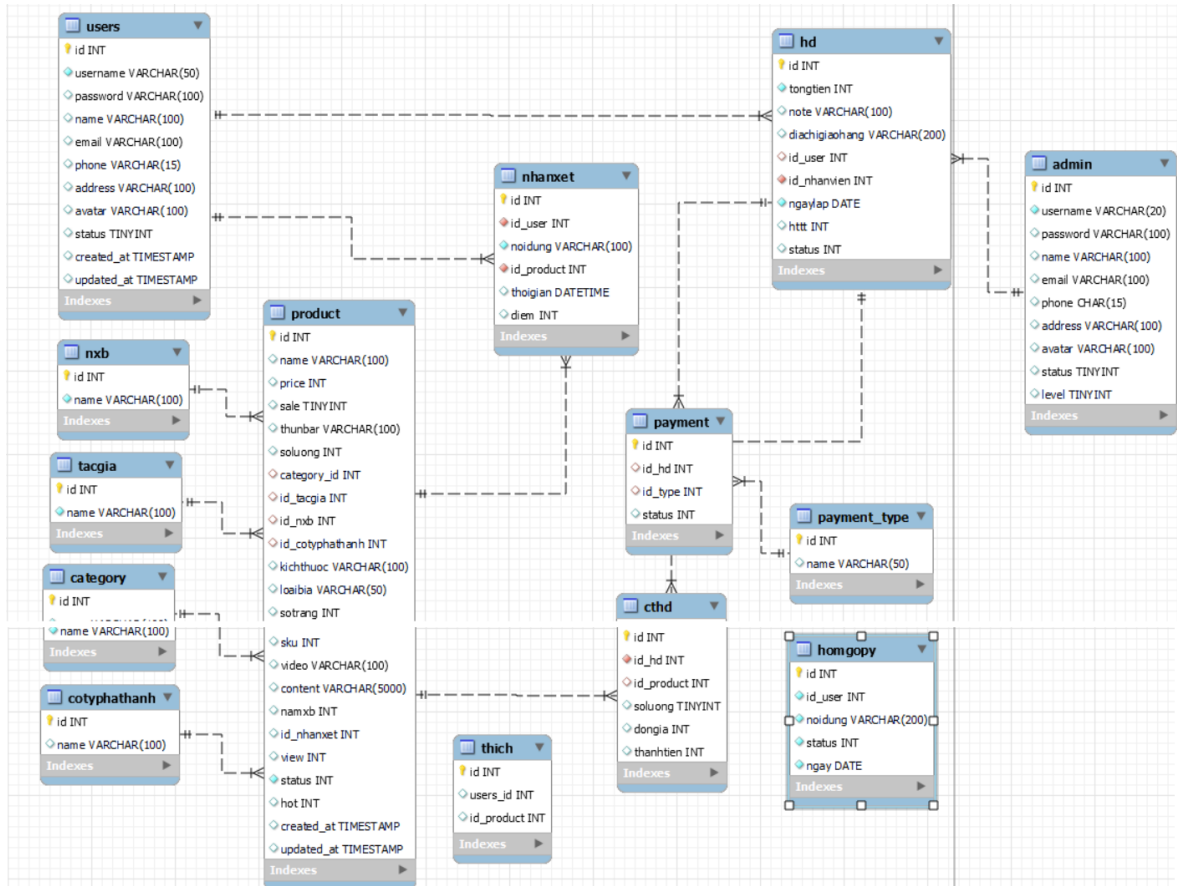 users
id INT
username VARCHAR(50)
password VARCHAR(100)
name VARCHAR(100)
email VARCHAR(100)
phone VARCHAR(15)
address VARCHAR(100)
avatar VARCHAR(100)
status TINYINT
created_at TIMESTAMP
updated_at TIMESTAMP
Indexes
nxb
id INT
name VARCHAR(100)
Indexes
tacgia
id INT
name VARCHAR(100)
Indexes
category
id INT
name VARCHAR(100)
Indexes
cotyphathanh
id INT
name VARCHAR(100)
Indexes
product
id INT
name VARCHAR(100)
price INT
sale TINYINT
thunbar VARCHAR(100)
soluong INT
category_id INT
id_tacgia INT
id_nxb INT
id_cotyphathanh INT
kichthuoc VARCHAR(100)
loaibia VARCHAR(50)
sotrang INT
sku INT
video VARCHAR(100)
content VARCHAR(5000)
namxb INT
id_nhanxet INT
view INT
status INT
hot INT
created_at TIMESTAMP
updated_at TIMESTAMP
Indexes
nhanxet
id INT
id_user INT
noidung VARCHAR(100)
id_product INT
thoigian DATETIME
diem INT
Indexes
thich
id INT
users_id INT
id_product INT
Indexes
payment
id INT
id_hd INT
id_type INT
status INT
Indexes
cthd
id INT
id_hd INT
id_product INT
soluong TINYINT
dongia INT
thanhtien INT
Indexes
hd
id INT
tongtien INT
note VARCHAR(100)
diachigiaohang VARCHAR(200)
id_user INT
id_nhanvien INT
ngaylap DATE
httt INT
status INT
Indexes
payment_type
id INT
name VARCHAR(50)
Indexes
homgopy
id INT
id_user INT
noidung VARCHAR(200)
status INT
ngay DATE
Indexes
admin
id INT
username VARCHAR(20)
password VARCHAR(100)
name VARCHAR(100)
email VARCHAR(100)
phone CHAR(15)
address VARCHAR(100)
avatar VARCHAR(100)
status TINYINT
level TINYINT
Indexes